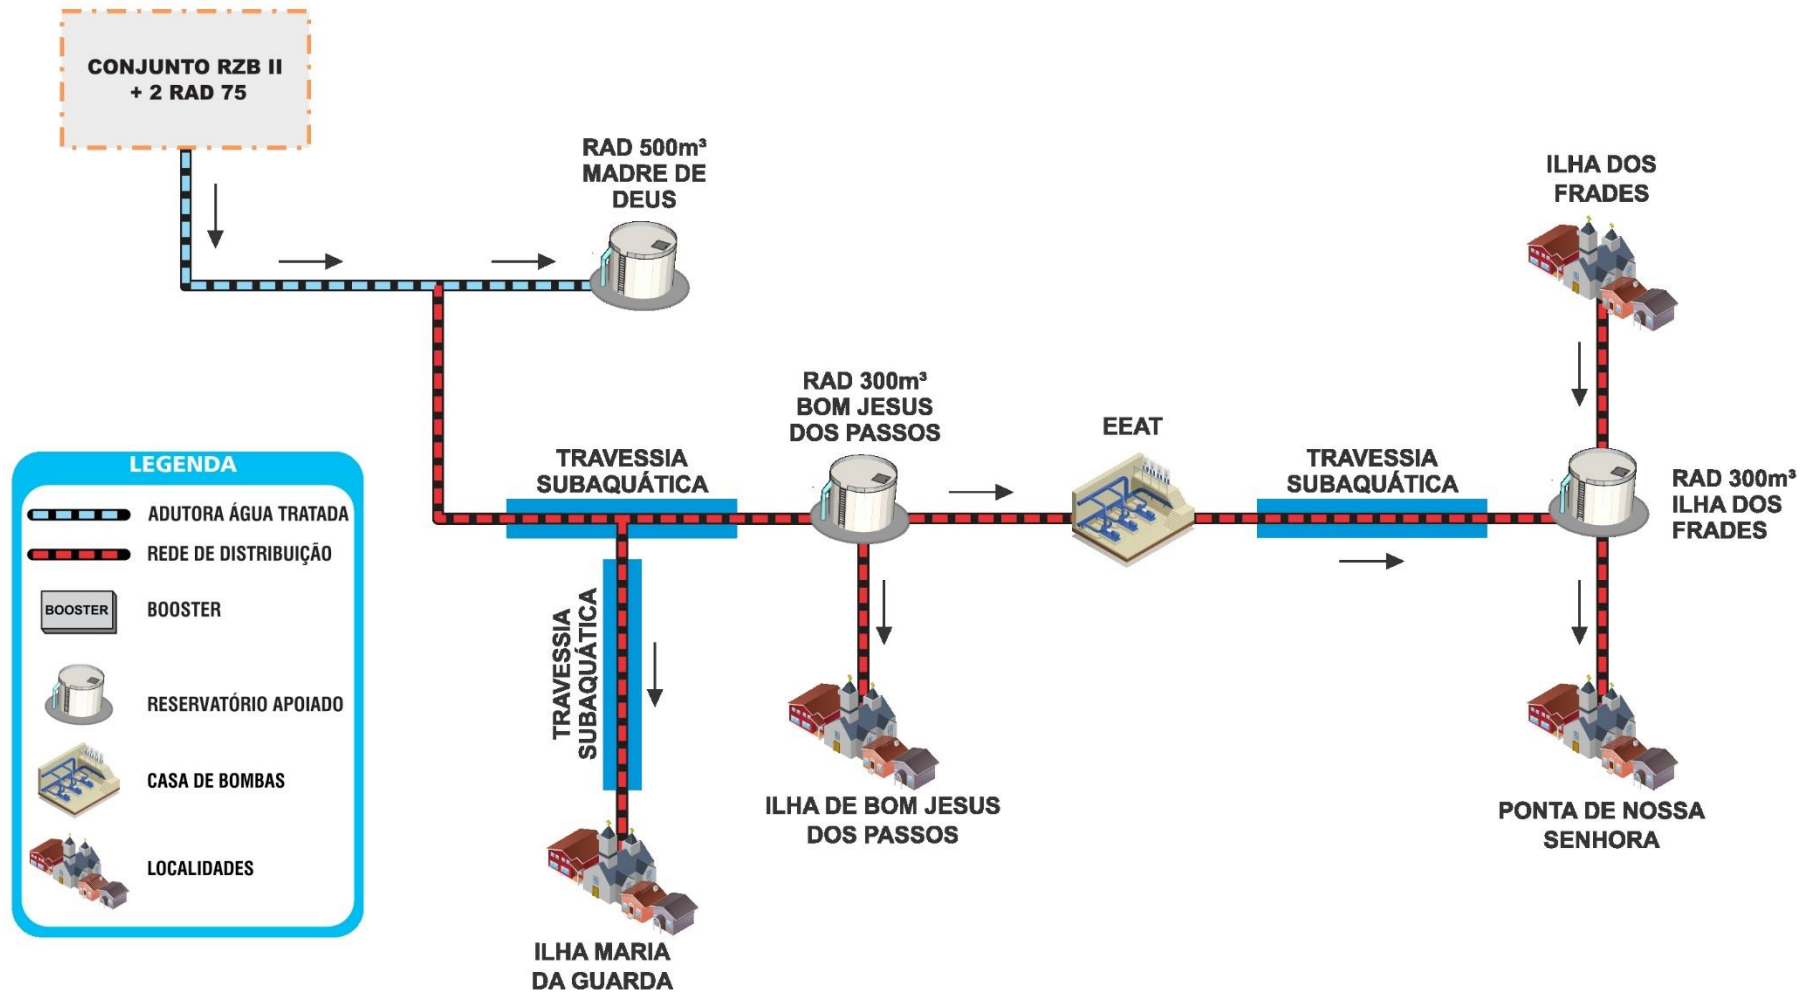 CONJUNTO RZB II
+ 2 RAD 75
RAD 500m³
MADRE DE
DEUS
ILHA DOS
FRADES
RAD 300m³
BOM JESUS
DOS PASSOS
EEAT
TRAVESSIA
SUBAQUÁTICA
TRAVESSIA
SUBAQUÁTICA
RAD 300m³
ILHA DOS
FRADES
TRAVESSIA
SUBAQUÁTICA
ILHA DE BOM JESUS
DOS PASSOS
PONTA DE NOSSA
SENHORA
ILHA MARIA
DA GUARDA
LEGENDA
ADUTORA ÁGUA TRATADA
REDE DE DISTRIBUIÇÃO
BOOSTER
BOOSTER
RESERVATÓRIO APOIADO
CASA DE BOMBAS
LOCALIDADES